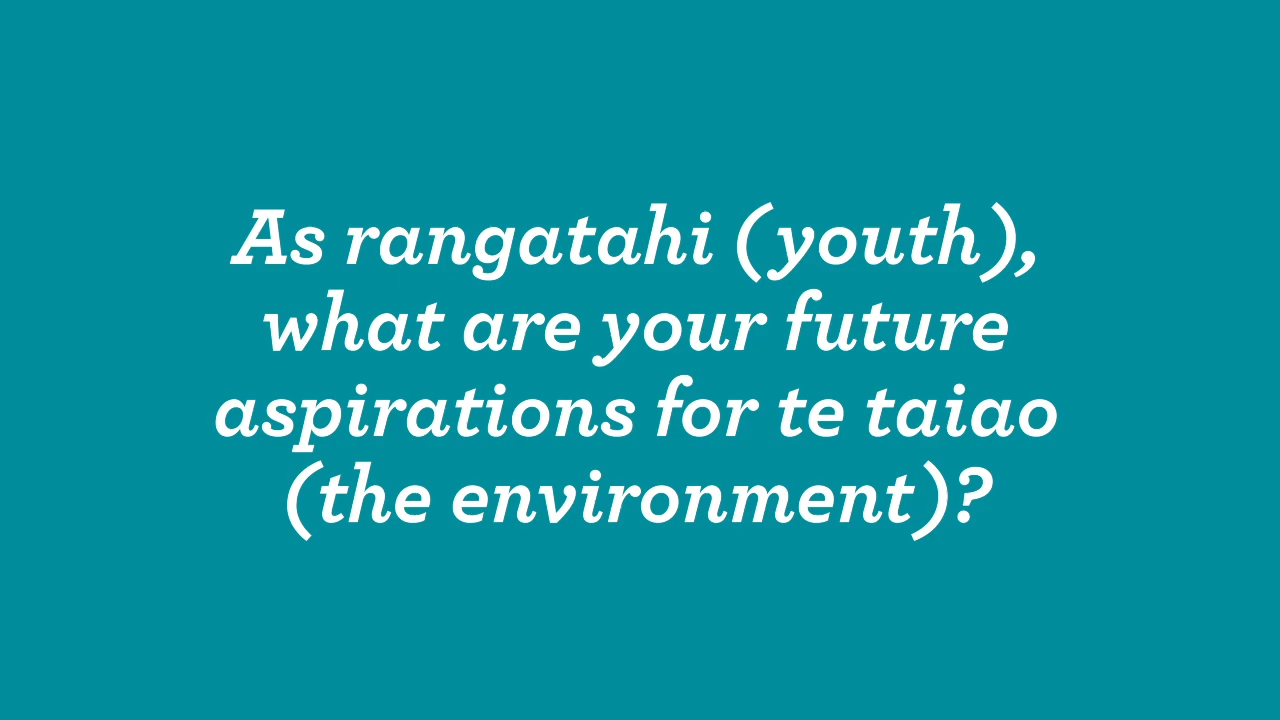 As rangatahi (youth),
what are your future
aspirations for te taiao
(the environment)?